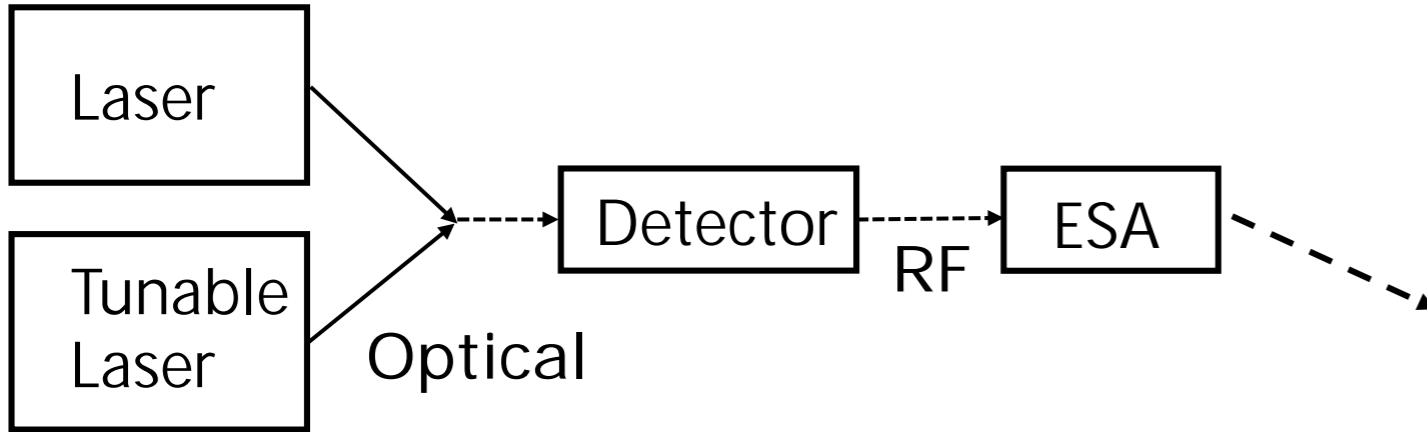 Laser
Tunable
Laser
Optical
Detector
RF
ESA